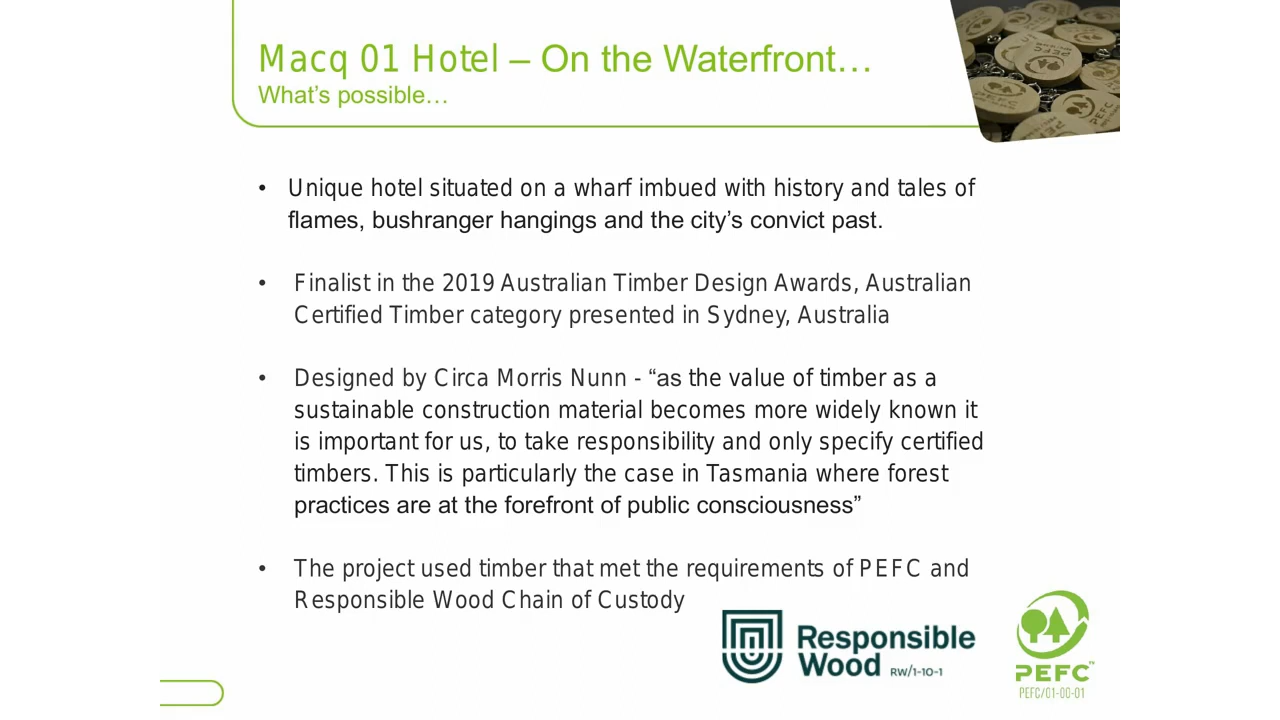 Macq 01 Hotel – On the Waterfront…
What’s possible…
• Unique hotel situated on a wharf imbued with history and tales of
flames, bushranger hangings and the city’s convict past.
• Finalist in the 2019 Australian Timber Design Awards, Australian
Certified Timber category presented in Sydney, Australia
• Designed by Circa Morris Nunn - “as the value of timber as a
sustainable construction material becomes more widely known it
is important for us, to take responsibility and only specify certified
timbers. This is particularly the case in Tasmania where forest
practices are at the forefront of public consciousness”
• The project used timber that met the requirements of PEFC and
Responsible Wood Chain of Custody
Responsible
Wood RW/1-10-1
PEFC™
PEFC/01-00-01
PEFC
PEFC